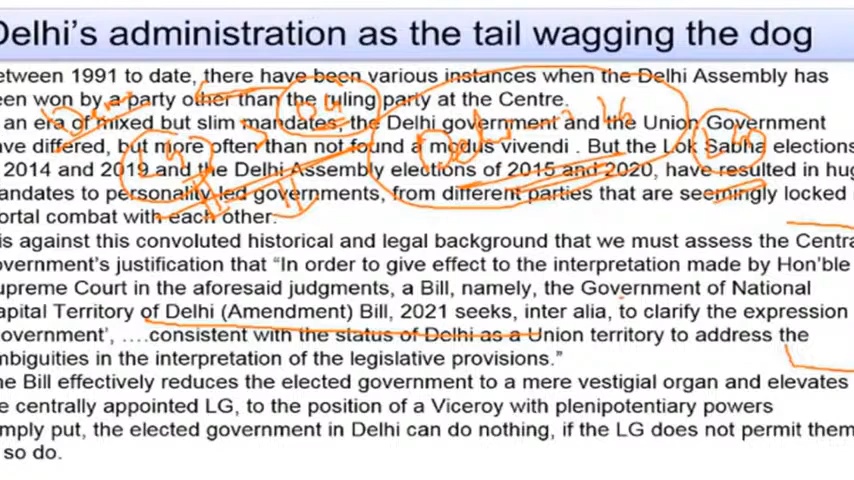 Delhi's administration as the tail wagging the dog
etween 1991 to date, there have been various instances when the Delhi Assembly has
een won by a party other than the ruling party at the Centre.
an era of mixed but slim mandates, the Delhi government and the Union Government
ave differed, but more often than not found a modus vivendi . But the Lok Sabha elections
2014 and 2019 and the Delhi Assembly elections of 2015 and 2020, have resulted in hug
andates to personality-led governments, from different parties that are seemingly locked
ortal combat with each other.
is against this convoluted historical and legal background that we must assess the Centra
overnment's justification that “In order to give effect to the interpretation made by Hon'ble
upreme Court in the aforesaid judgments, a Bill, namely, the Government of National
apital Territory of Delhi (Amendment) Bill, 2021 seeks, inter alia, to clarify the expression
overnment', ....consistent with the status of Delhi as a Union territory to address the
mbiguities in the interpretation of the legislative provisions.”
he Bill effectively reduces the elected government to a mere vestigial organ and elevates
e centrally appointed LG, to the position of a Viceroy with plenipotentiary powers
imply put, the elected government in Delhi can do nothing, if the LG does not permit them
so do.